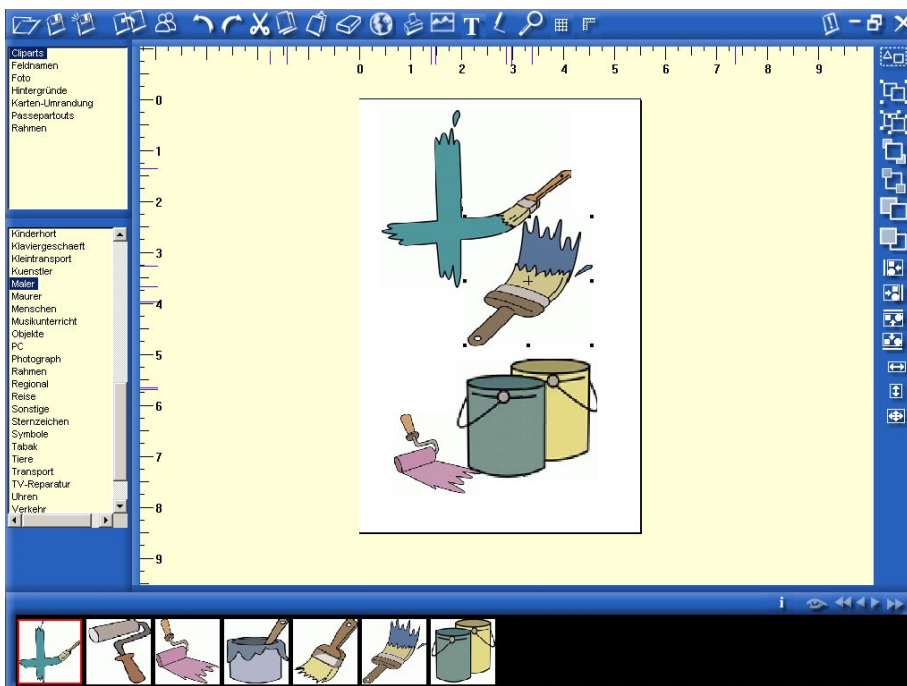 T
i
Cliparts
Feldnamen
Foto
Hintergründe
Karten-Umrandung
Passepartouts
Rahmen
0 1 2 3 4 5 6 7 8 9
0
1
2
3
4
5
6
7
8
9
Kinderhort
Klaviergeschaeft
Kleintransport
Kuenstler
Maler
Maurer
Menschen
Musikunterricht
Objekte
PC
Photograph
Rahmen
Regional
Reise
Sonstige
Sternzeichen
Symbole
Tabak
Tiere
Transport
TV-Reparatur
Uhren
Verkehr
i